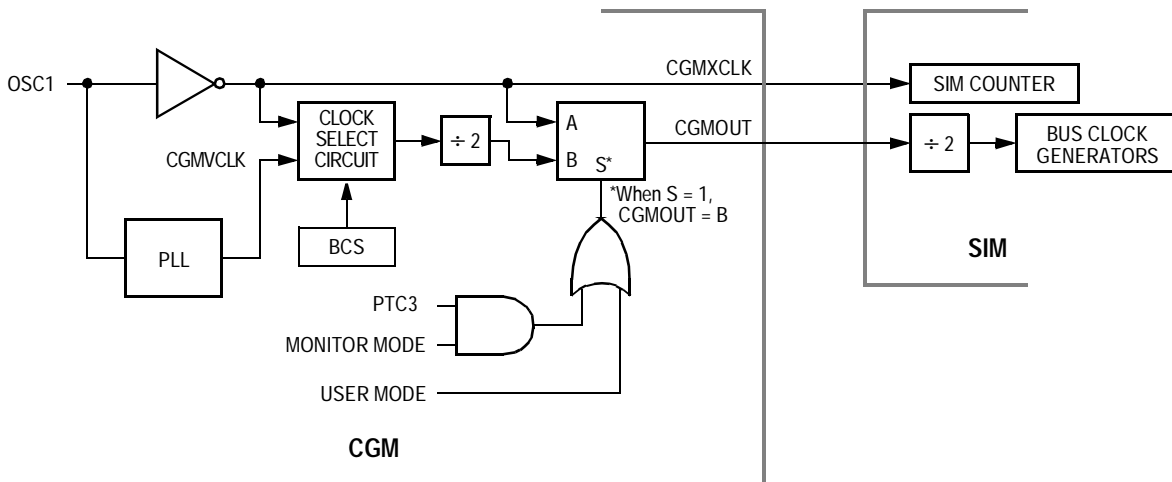 OSC1
CGMXCLK
SIM COUNTER
CLOCK
SELECT
CIRCUIT
÷ 2
A
B
S*
CGMOUT
÷ 2
BUS CLOCK
GENERATORS
CGMVCLK
*When S = 1,
CGMOUT = B
PLL
BCS
SIM
PTC3
MONITOR MODE
USER MODE
CGM